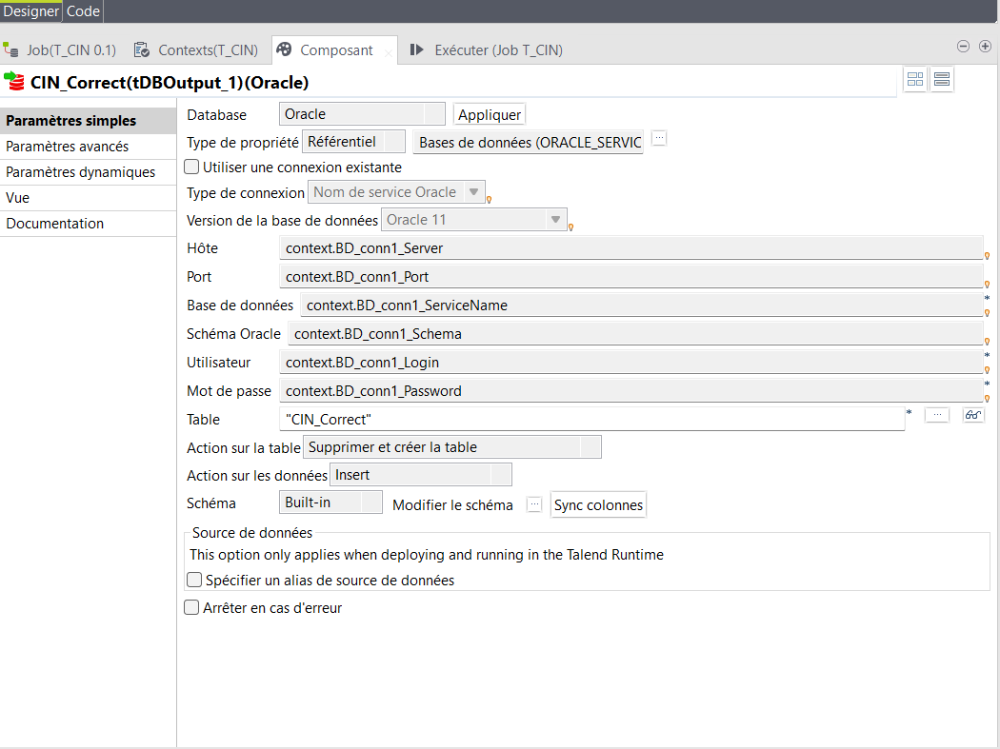 Designer Code
Job(T_CIN 0.1) Contexts(T_CIN) Composant Exécuter (Job T_CIN)
CIN_Correct(tDBOutput_1)(Oracle)
Paramètres simples
Paramètres avancés
Paramètres dynamiques
Vue
Documentation
Database Oracle Appliquer
Type de propriété Référentiel Bases de données (ORACLE_SERVIC ...
Utiliser une connexion existante
Type de connexion Nom de service Oracle
Version de la base de données Oracle 11
Hôte context.BD_conn1_Server
Port context.BD_conn1_Port
Base de données context.BD_conn1_ServiceName *
Schéma Oracle context.BD_conn1_Schema
Utilisateur context.BD_conn1_Login *
Mot de passe context.BD_conn1_Password *
Table "CIN_Correct" * ...
Action sur la table Supprimer et créer la table
Action sur les données Insert
Schéma Built-in Modifier le schéma ... Sync colonnes
Source de données
This option only applies when deploying and running in the Talend Runtime
Spécifier un alias de source de données
Arrêter en cas d'erreur